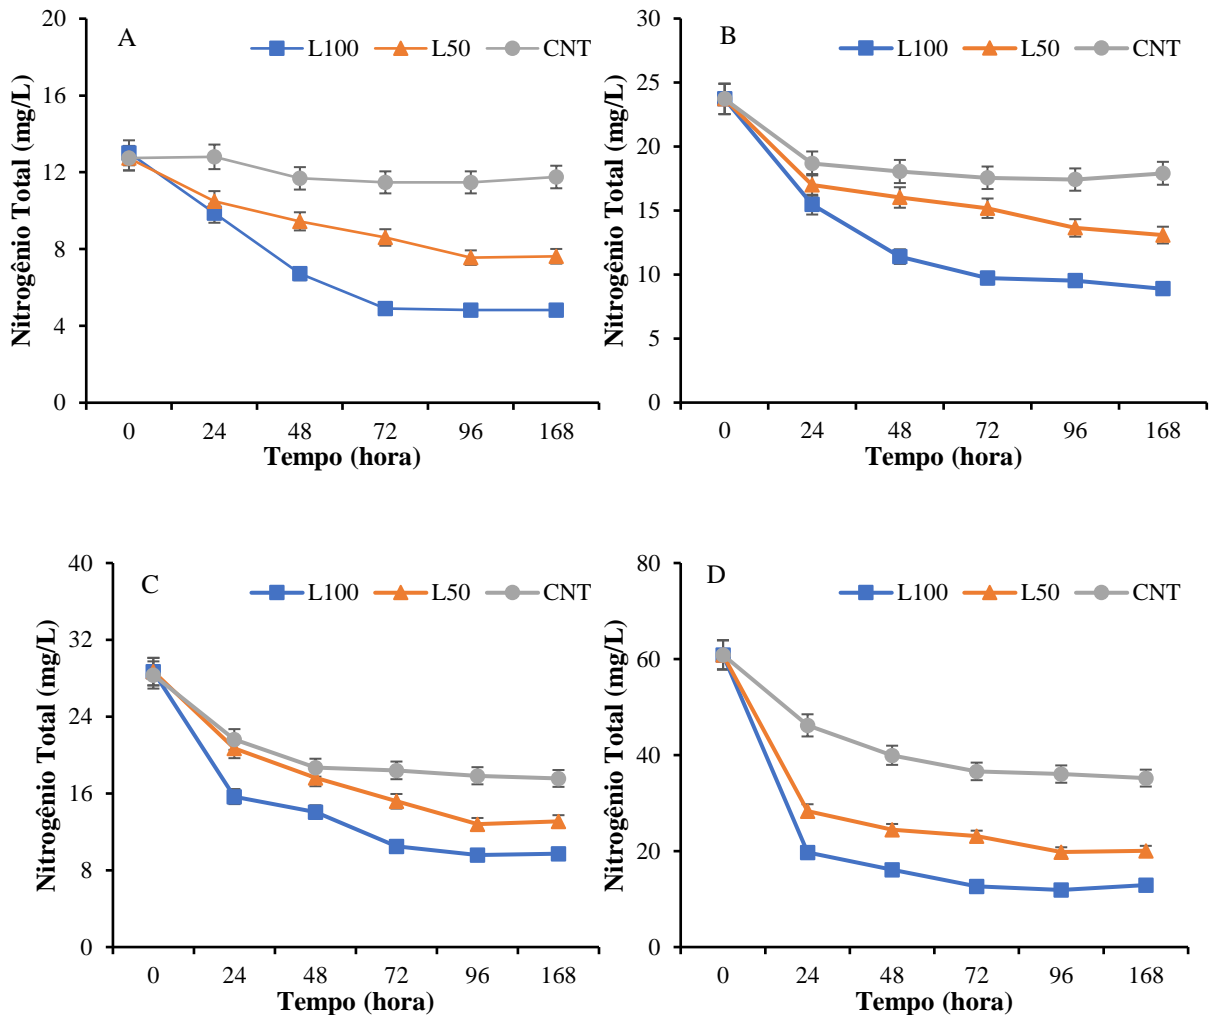 A
L100 L50 CNT
Nitrogênio Total (mg/L)
20
16
12
8
4
0
0 24 48 72 96 168
Tempo (hora)
B
L100 L50 CNT
Nitrogênio Total (mg/L)
30
25
20
15
10
5
0
0 24 48 72 96 168
Tempo (hora)
C
L100 L50 CNT
Nitrogênio Total (mg/L)
40
32
24
16
8
0
0 24 48 72 96 168
Tempo (hora)
D
L100 L50 CNT
Nitrogênio Total (mg/L)
80
60
40
20
0
0 24 48 72 96 168
Tempo (hora)